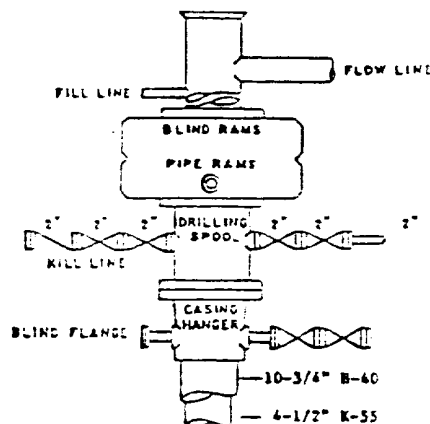 FLOW LINE
FILL LINE
BLIND RAMS
PIPE RAMS
2" 2" 2" DRILLING SPOOL 2" 2" 2"
KILL LINE
CASING HANGER
BLIND FLANGE
10-3/4" H-40
4-1/2" K-55